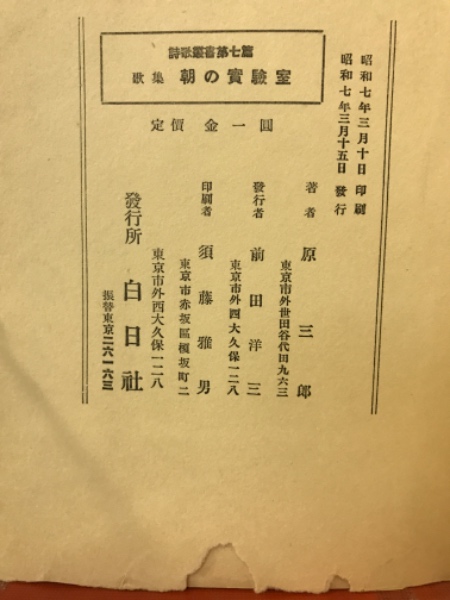 詩歌叢書第七篇
歌集 朝の實驗室
定價 金一圓
昭和七年三月十日 印刷
昭和七年三月十五日 發行
著者 原三郎
東京市外世田谷代田九六三
發行者 前田洋三
東京市外西大久保一二八
印刷者 須藤雅男
東京市赤坂區榎坂町二
東京市外西大久保一二八
發行所 白日社
振替東京二六一六三